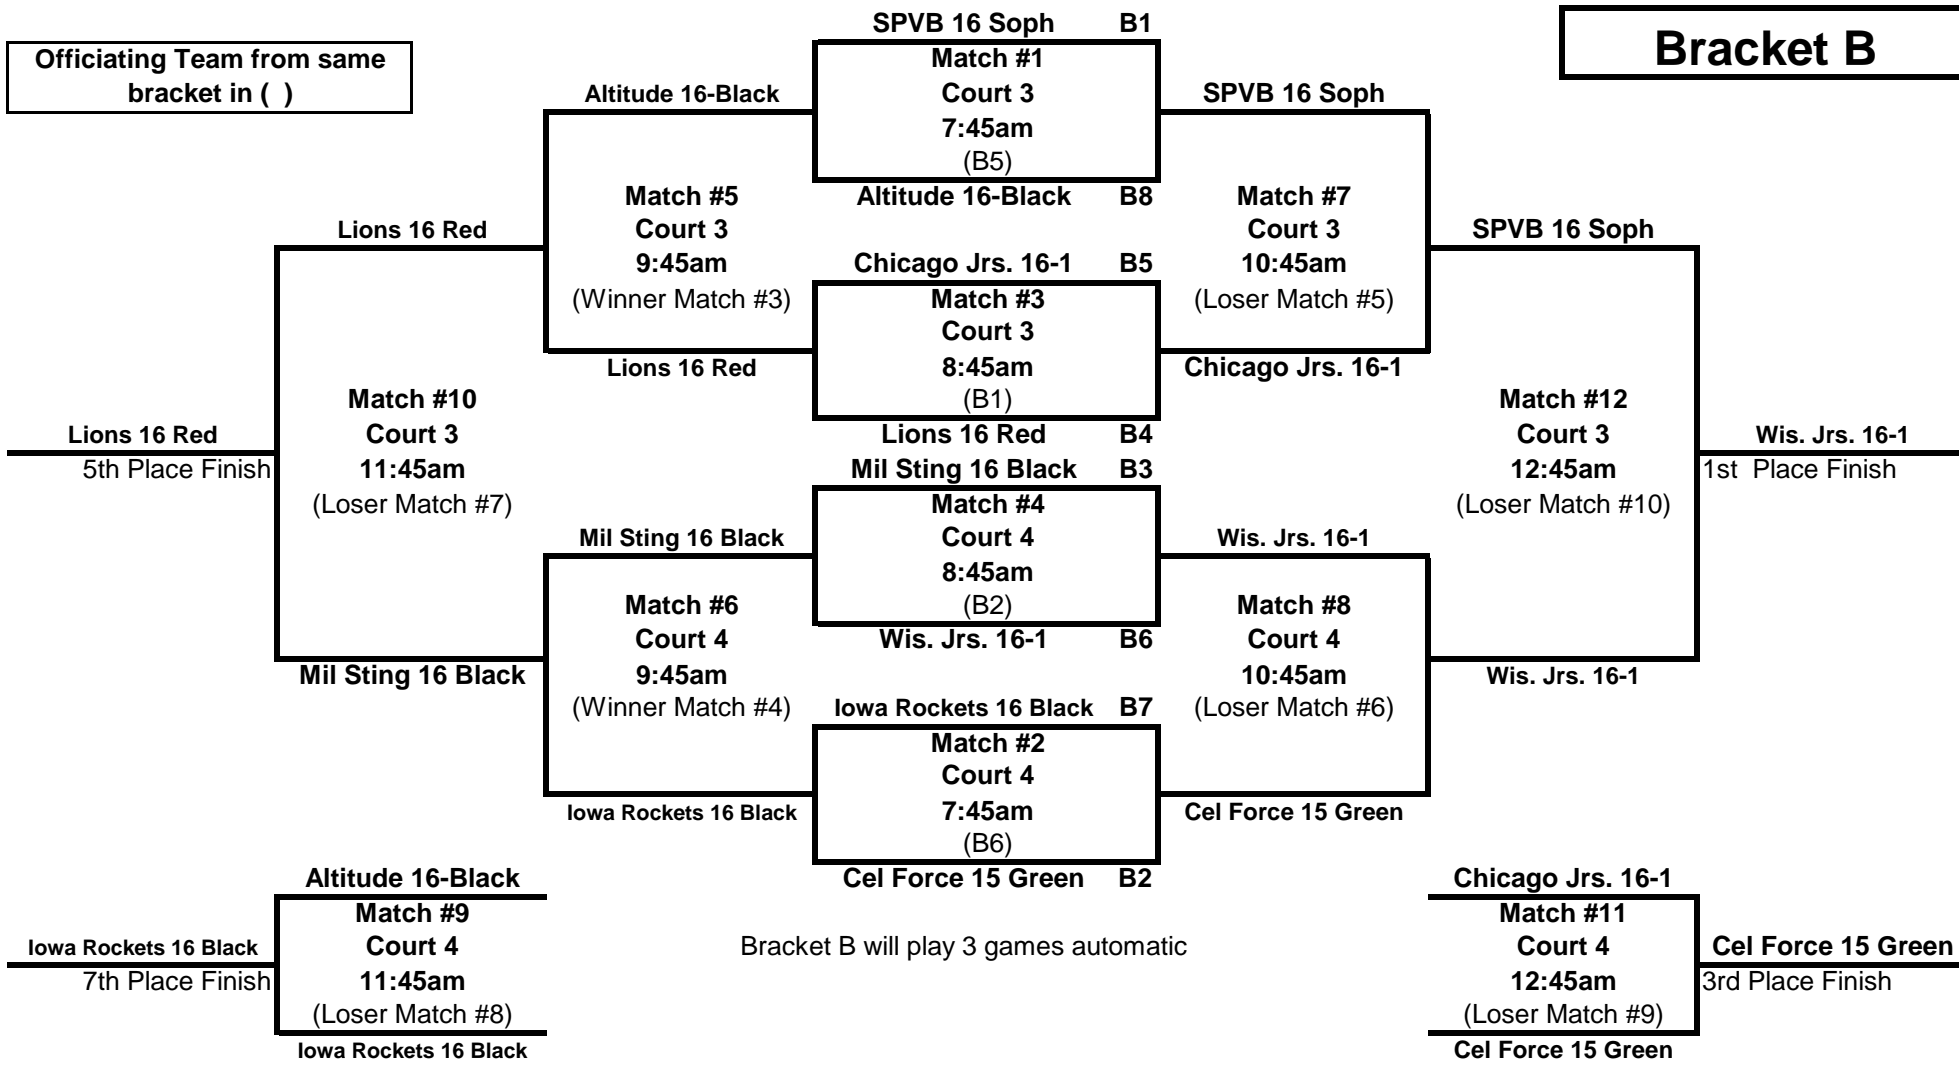 SPVB 16 Soph B1
Bracket B
Officiating Team from same
bracket in ( )
Match #1
Court 3
7:45am
(B5)
Altitude 16-Black
SPVB 16 Soph
Altitude 16-Black B8
Match #5
Court 3
9:45am
(Winner Match #3)
Match #7
Court 3
10:45am
(Loser Match #5)
Lions 16 Red
SPVB 16 Soph
Chicago Jrs. 16-1 B5
Match #3
Court 3
8:45am
(B1)
Lions 16 Red
Chicago Jrs. 16-1
Lions 16 Red B4
Match #10
Court 3
11:45am
(Loser Match #7)
Match #12
Court 3
12:45am
(Loser Match #10)
Lions 16 Red
5th Place Finish
Wis. Jrs. 16-1
1st Place Finish
Mil Sting 16 Black B3
Match #4
Court 4
8:45am
(B2)
Mil Sting 16 Black
Wis. Jrs. 16-1
Wis. Jrs. 16-1 B6
Match #6
Court 4
9:45am
(Winner Match #4)
Match #8
Court 4
10:45am
(Loser Match #6)
Mil Sting 16 Black
Wis. Jrs. 16-1
Iowa Rockets 16 Black B7
Match #2
Court 4
7:45am
(B6)
Iowa Rockets 16 Black
Cel Force 15 Green
Cel Force 15 Green B2
Altitude 16-Black
Match #9
Court 4
11:45am
(Loser Match #8)
Iowa Rockets 16 Black
Iowa Rockets 16 Black
7th Place Finish
Bracket B will play 3 games automatic
Chicago Jrs. 16-1
Match #11
Court 4
12:45am
(Loser Match #9)
Cel Force 15 Green
Cel Force 15 Green
3rd Place Finish